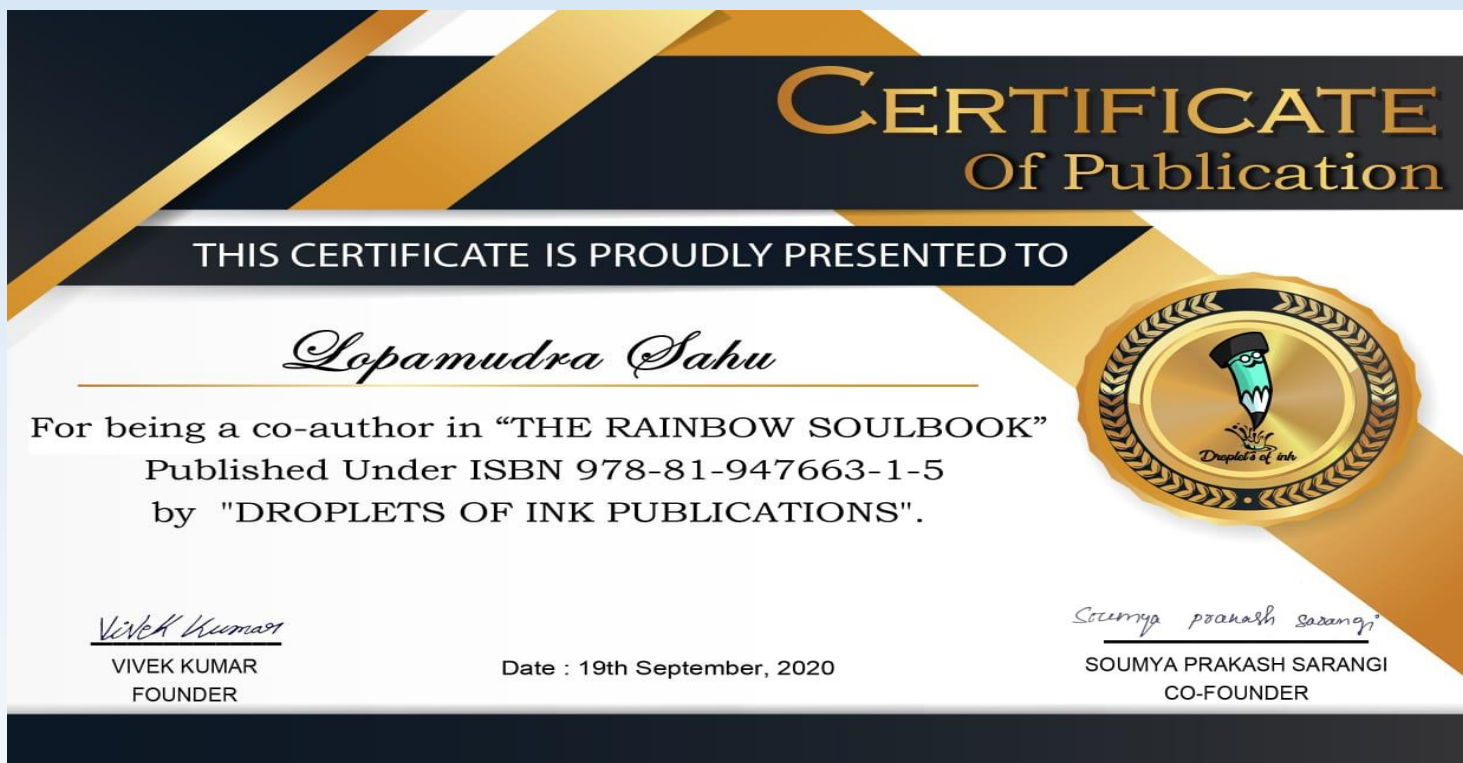 CERTIFICATE
Of Publication
THIS CERTIFICATE IS PROUDLY PRESENTED TO
Lopamudra Sahu
For being a co-author in “THE RAINBOW SOULBOOK”
Published Under ISBN 978-81-947663-1-5
by "DROPLETS OF INK PUBLICATIONS".
Droplet's of ink
Vivek Kumar
VIVEK KUMAR
FOUNDER
Date : 19th September, 2020
Soumya prakash sarangi
SOUMYA PRAKASH SARANGI
CO-FOUNDER